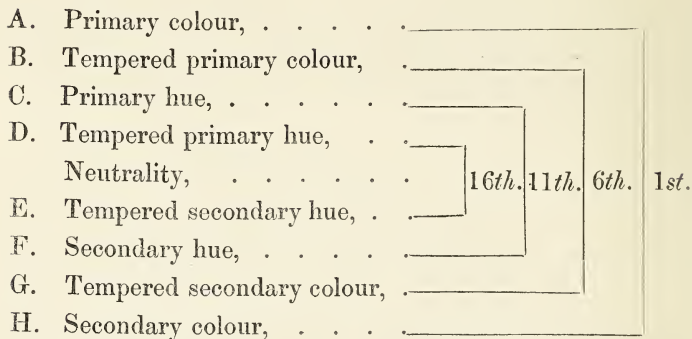 A. Primary colour, . . . . .
B. Tempered primary colour, .
C. Primary hue, . . . . . .
D. Tempered primary hue, . .
Neutrality, . . . . . . 16th. 11th. 6th. 1st.
E. Tempered secondary hue, . .
F. Secondary hue, . . . . .
G. Tempered secondary colour, .
H. Secondary colour, . . . .